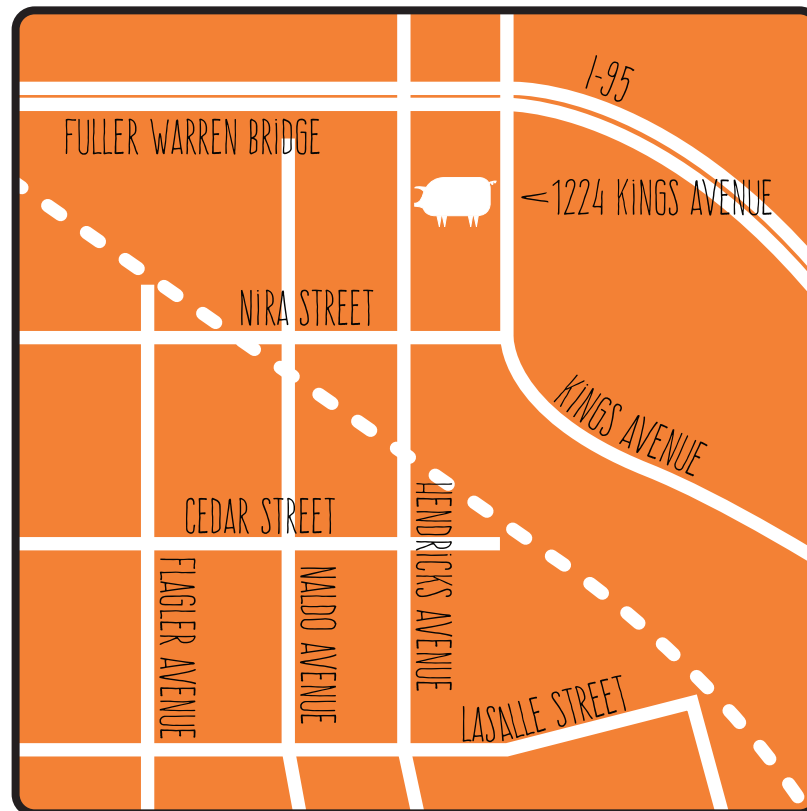 I-95
FULLER WARREN BRiDGE
<1224 KiNGS AVENUE
NiRA STREET
KiNGS AVENUE
CEDAR STREET
HENDRiCKS AVENUE
FLAGLER AVENUE
NALDO AVENUE
LASALLE STREET